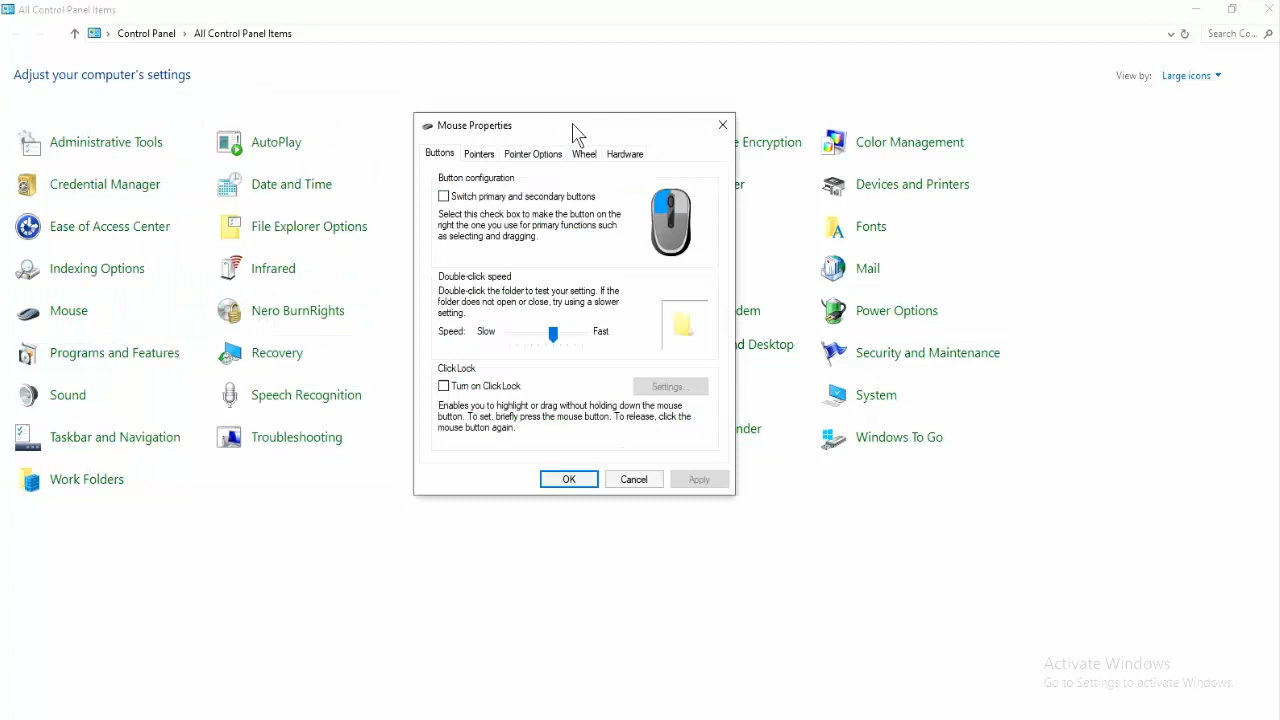 All Control Panel Items
Control Panel
All Control Panel Items
Search Co...
Adjust your computer's settings
View by:
Large icons
Administrative Tools
AutoPlay
e Encryption
Color Management
Credential Manager
Date and Time
er
Devices and Printers
Ease of Access Center
File Explorer Options
Fonts
Indexing Options
Infrared
Mail
Mouse
Nero BurnRights
dem
Power Options
Programs and Features
Recovery
nd Desktop
Security and Maintenance
Sound
Speech Recognition
System
Taskbar and Navigation
Troubleshooting
nder
Windows To Go
Work Folders
Mouse Properties
Buttons
Pointers
Pointer Options
Wheel
Hardware
Button configuration
Switch primary and secondary buttons
Select this check box to make the button on the
right the one you use for primary functions such
as selecting and dragging.
Double-click speed
Double-click the folder to test your setting. If the
folder does not open or close, try using a slower
setting.
Speed: Slow Fast
ClickLock
Turn on ClickLock
Settings...
Enables you to highlight or drag without holding down the mouse
button. To set, briefly press the mouse button. To release, click the
mouse button again.
OK
Cancel
Apply
Activate Windows
Go to Settings to activate Windows.